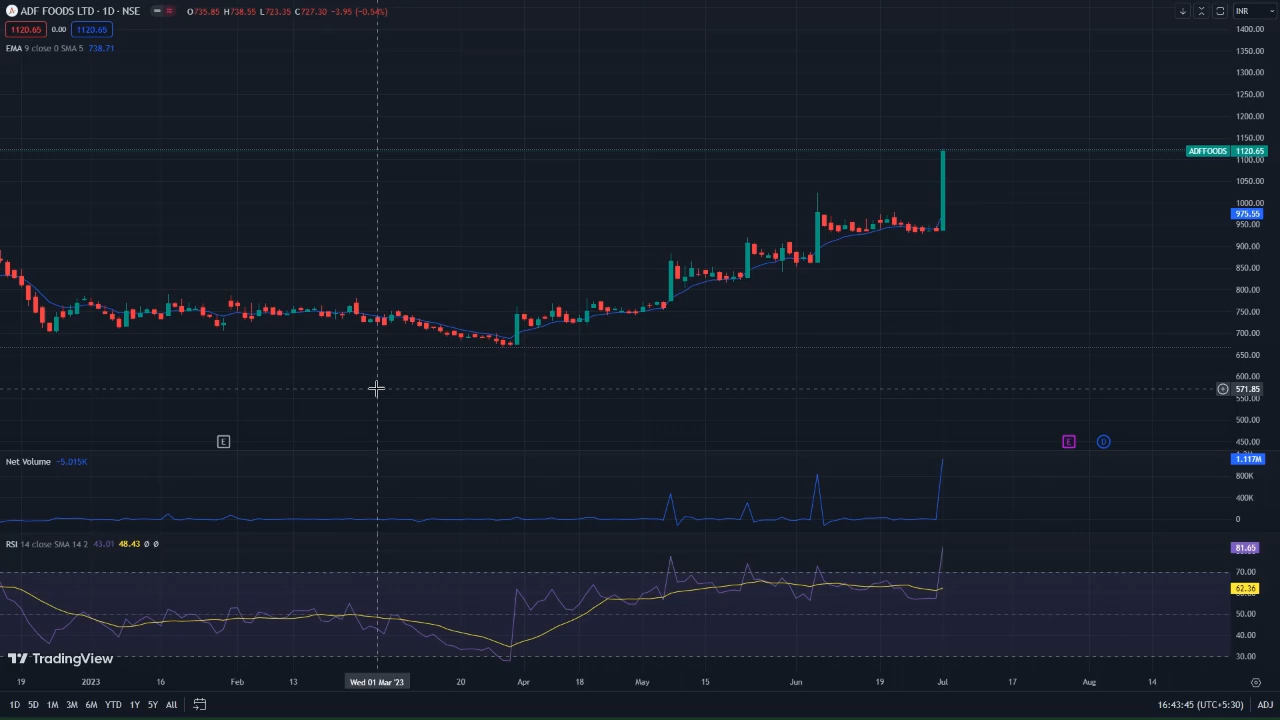 ADF FOODS LTD · 1D · NSE O735.85 H738.55 L723.35 C727.30 -3.95 (-0.54%) INR
1120.65 0.00 1120.65
EMA 9 close 0 SMA 5 738.71
1400.00
1350.00
1300.00
1250.00
1200.00
1150.00
ADFFOODS 1120.65
1100.00
1050.00
1000.00
975.55
950.00
900.00
850.00
800.00
750.00
700.00
650.00
600.00
571.85
550.00
500.00
450.00
E E D
Net Volume -5.015K
1.117M
800K
400K
0
RSI 14 close SMA 14 2 43.01 48.43 Ø Ø
81.65
70.00
62.36
50.00
40.00
30.00
TradingView
19 2023 16 Feb 13 Wed 01 Mar '23 20 Apr 18 May 15 Jun 19 Jul 17 Aug 14
1D 5D 1M 3M 6M YTD 1Y 5Y All 16:43:45 (UTC+5:30) ADJ